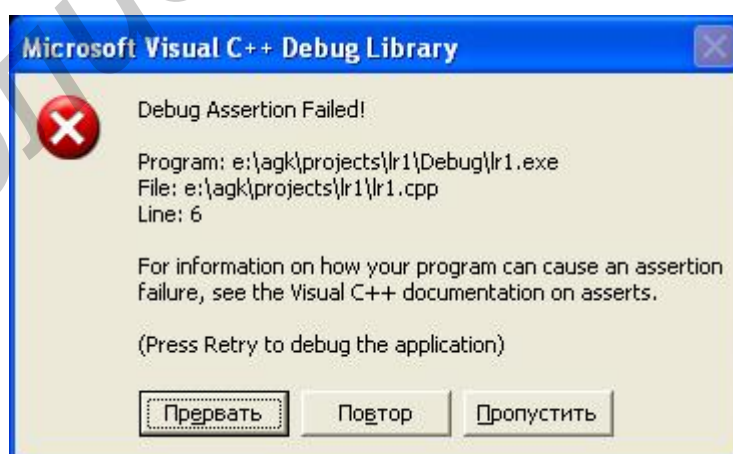 Microsoft Visual C++ Debug Library
Debug Assertion Failed!
Program: e:\agk\projects\lr1\Debug\lr1.exe
File: e:\agk\projects\lr1\lr1.cpp
Line: 6
For information on how your program can cause an assertion
failure, see the Visual C++ documentation on asserts.
(Press Retry to debug the application)
Прервать Повтор Пропустить